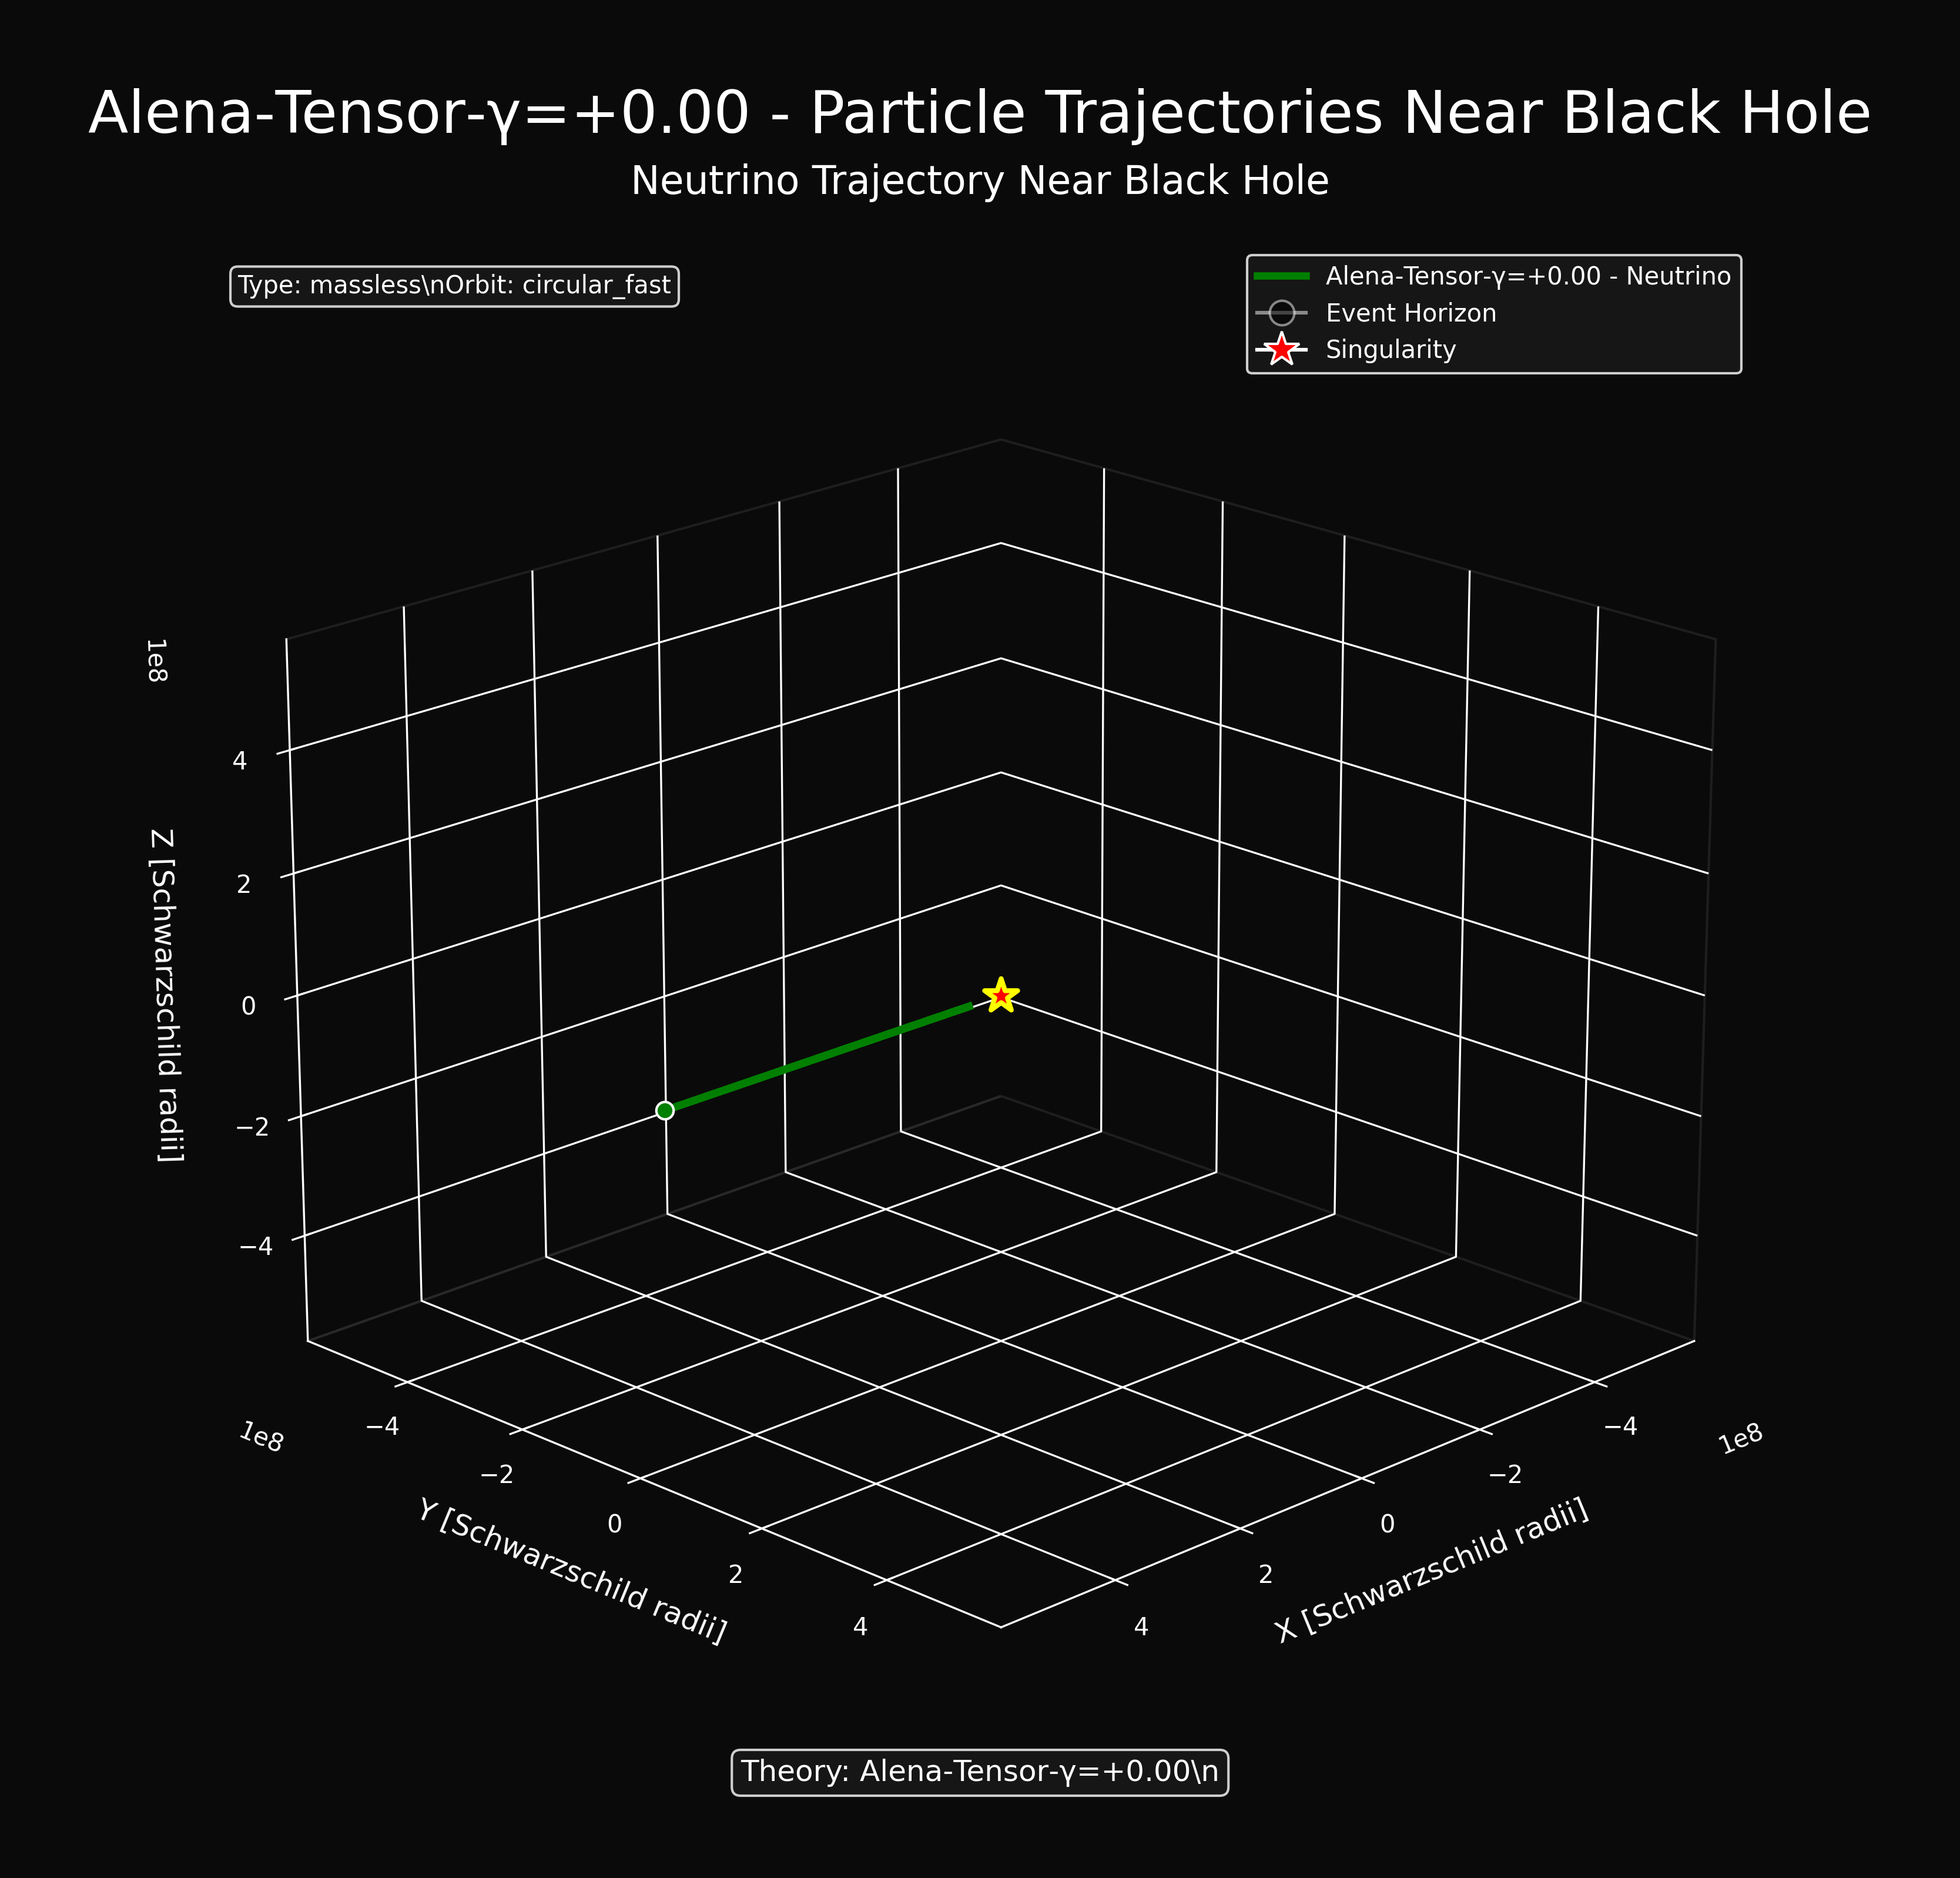 Alena-Tensor-γ=+0.00 - Particle Trajectories Near Black Hole
Neutrino Trajectory Near Black Hole
Type: massless\nOrbit: circular_fast
Alena-Tensor-γ=+0.00 - Neutrino
Event Horizon
Singularity
1e8
4
2
0
−2
−4
Z [Schwarzschild radii]
1e8
−4
−2
0
2
4
Y [Schwarzschild radii]
4
2
0
−2
−4
1e8
X [Schwarzschild radii]
Theory: Alena-Tensor-γ=+0.00\n